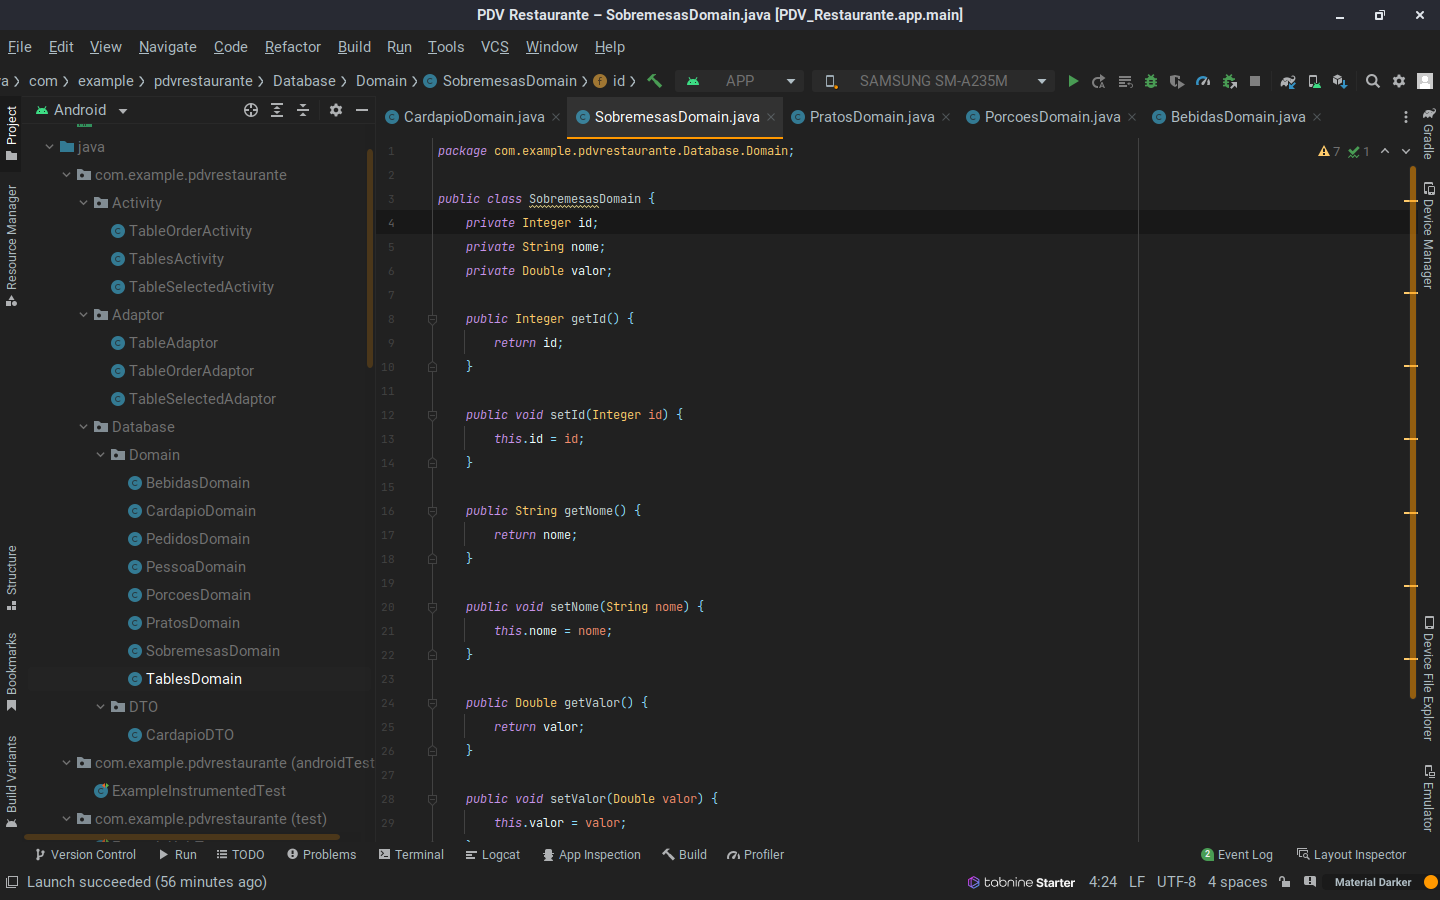 PDV Restaurante – SobremesasDomain.java [PDV_Restaurante.app.main]
File Edit View Navigate Code Refactor Build Run Tools VCS Window Help
ra com example pdvrestaurante Database Domain SobremesasDomain id APP SAMSUNG SM-A235M
Android
CardapioDomain.java SobremesasDomain.java PratosDomain.java PorcoesDomain.java BebidasDomain.java
Project
Resource Manager
Structure
Bookmarks
Build Variants
java
com.example.pdvrestaurante
Activity
TableOrderActivity
TablesActivity
TableSelectedActivity
Adaptor
TableAdaptor
TableOrderAdaptor
TableSelectedAdaptor
Database
Domain
BebidasDomain
CardapioDomain
PedidosDomain
PessoaDomain
PorcoesDomain
PratosDomain
SobremesasDomain
TablesDomain
DTO
CardapioDTO
com.example.pdvrestaurante (androidTest
ExampleInstrumentedTest
com.example.pdvrestaurante (test)
1 package com.example.pdvrestaurante.Database.Domain;
2
3 public class SobremesasDomain {
4 private Integer id;
5 private String nome;
6 private Double valor;
7
8 public Integer getId() {
9 return id;
10 }
11
12 public void setId(Integer id) {
13 this.id = id;
14 }
15
16 public String getNome() {
17 return nome;
18 }
19
20 public void setNome(String nome) {
21 this.nome = nome;
22 }
23
24 public Double getValor() {
25 return valor;
26 }
27
28 public void setValor(Double valor) {
29 this.valor = valor;
7 1
Gradle
Device Manager
Device File Explorer
Emulator
Version Control Run TODO Problems Terminal Logcat App Inspection Build Profiler 2 Event Log Layout Inspector
Launch succeeded (56 minutes ago) tabnine Starter 4:24 LF UTF-8 4 spaces Material Darker